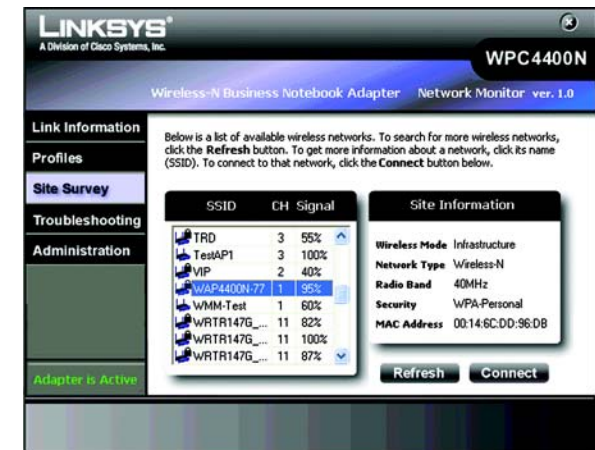 LINKSYS®
A Division of Cisco Systems, Inc.
WPC4400N
Wireless-N Business Notebook Adapter Network Monitor ver. 1.0
Link Information
Profiles
Site Survey
Troubleshooting
Administration
Adapter is Active
Below is a list of available wireless networks. To search for more wireless networks,
click the Refresh button. To get more information about a network, click its name
(SSID). To connect to that network, click the Connect button below.
SSID CH Signal
TRD 3 55%
TestAP1 3 100%
VIP 2 40%
WAP4400N-77 1 95%
WMM-Test 1 60%
WRTR147G_... 11 82%
WRTR147G_... 11 100%
WRTR147G_... 11 87%
Site Information
Wireless Mode Infrastructure
Network Type Wireless-N
Radio Band 40MHz
Security WPA-Personal
MAC Address 00:14:6C:DD:96:DB
Refresh Connect